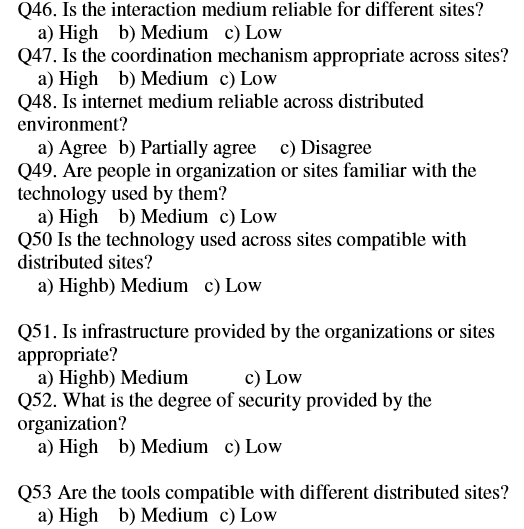 Q46. Is the interaction medium reliable for different sites?
a) High b) Medium c) Low
Q47. Is the coordination mechanism appropriate across sites?
a) High b) Medium c) Low
Q48. Is internet medium reliable across distributed
environment?
a) Agree b) Partially agree c) Disagree
Q49. Are people in organization or sites familiar with the
technology used by them?
a) High b) Medium c) Low
Q50 Is the technology used across sites compatible with
distributed sites?
a) Highb) Medium c) Low
Q51. Is infrastructure provided by the organizations or sites
appropriate?
a) Highb) Medium c) Low
Q52. What is the degree of security provided by the
organization?
a) High b) Medium c) Low
Q53 Are the tools compatible with different distributed sites?
a) High b) Medium c) Low